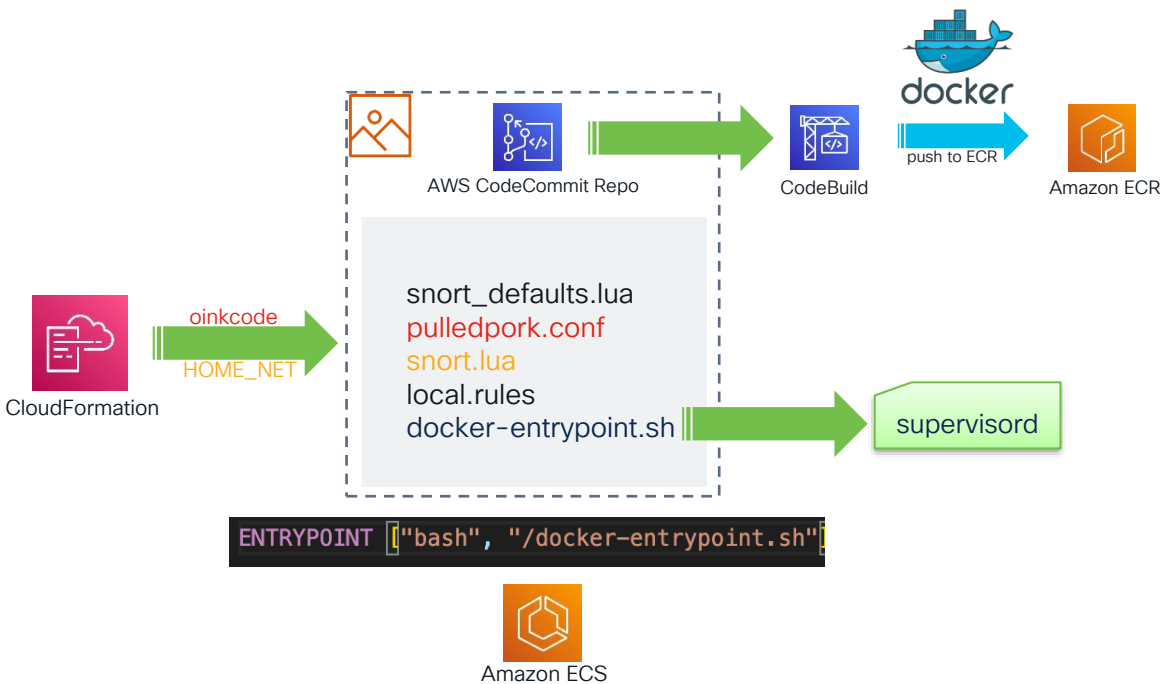 docker
AWS CodeCommit Repo
CodeBuild
push to ECR
Amazon ECR
CloudFormation
oinkcode
HOME_NET
snort_defaults.lua
pulledpork.conf
snort.lua
local.rules
docker-entrypoint.sh
supervisord
ENTRYPOINT ["bash", "/docker-entrypoint.sh"]
Amazon ECS